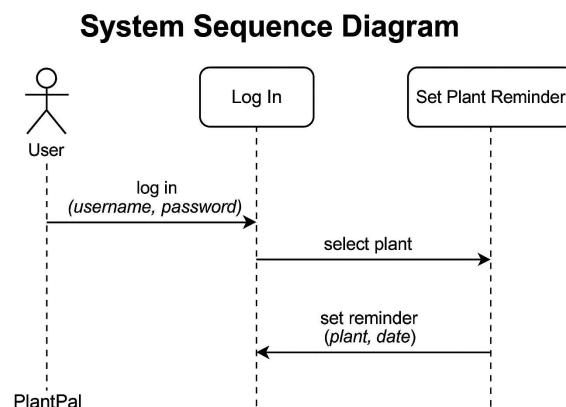 System Sequence Diagram
Log In
Set Plant Reminder
User
log in
(username, password)
select plant
set reminder
(plant, date)
PlantPal